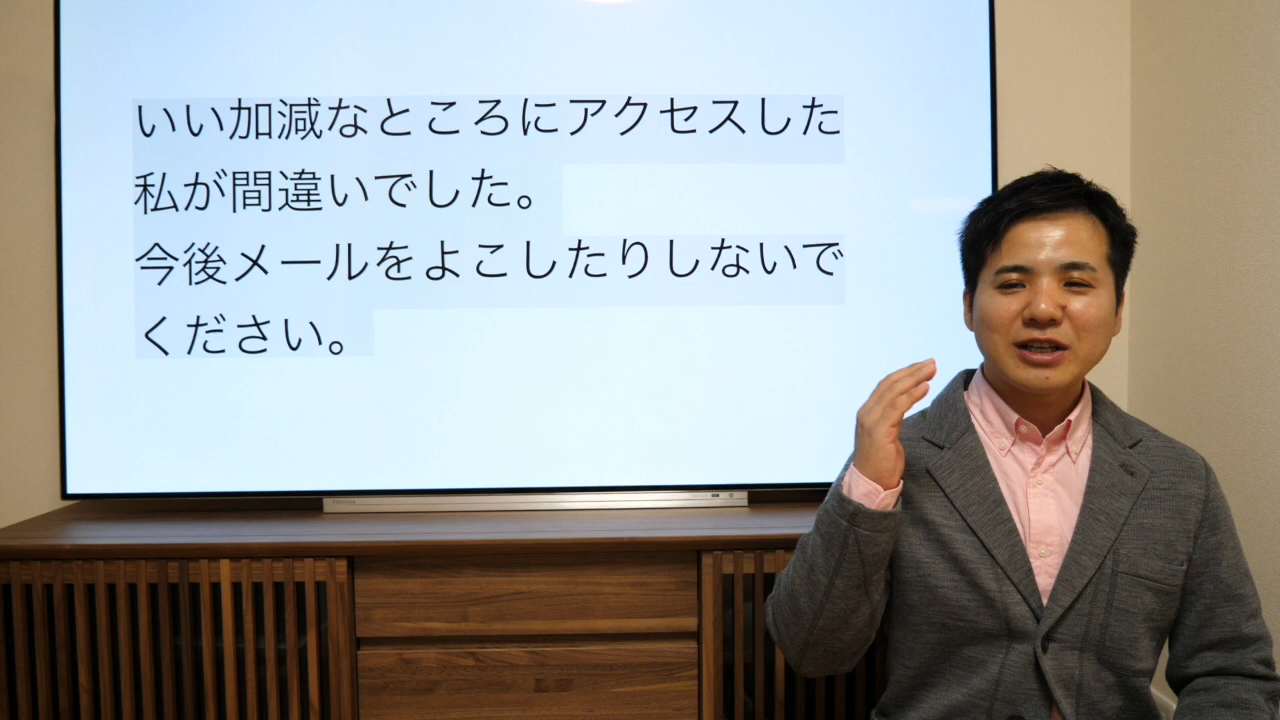 いい加減なところにアクセスした
私が間違いでした。
今後メールをよこしたりしないで
ください。